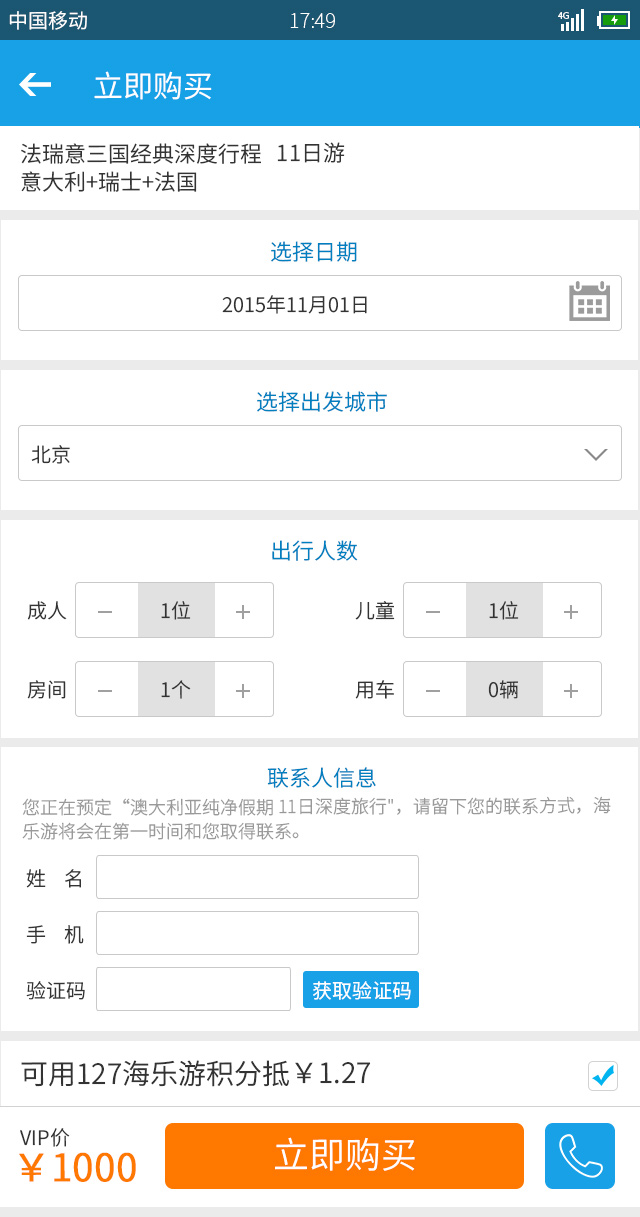 中国移动 17:49 4G
立即购买
法瑞意三国经典深度行程 11日游
意大利+瑞士+法国
选择日期
2015年11月01日
选择出发城市
北京
出行人数
成人 － 1位 ＋ 儿童 － 1位 ＋
房间 － 1个 ＋ 用车 － 0辆 ＋
联系人信息
您正在预定“澳大利亚纯净假期 11日深度旅行"，请留下您的联系方式，海
乐游将会在第一时间和您取得联系。
姓 名
手 机
验证码 获取验证码
可用127海乐游积分抵￥1.27
VIP价
￥1000 立即购买